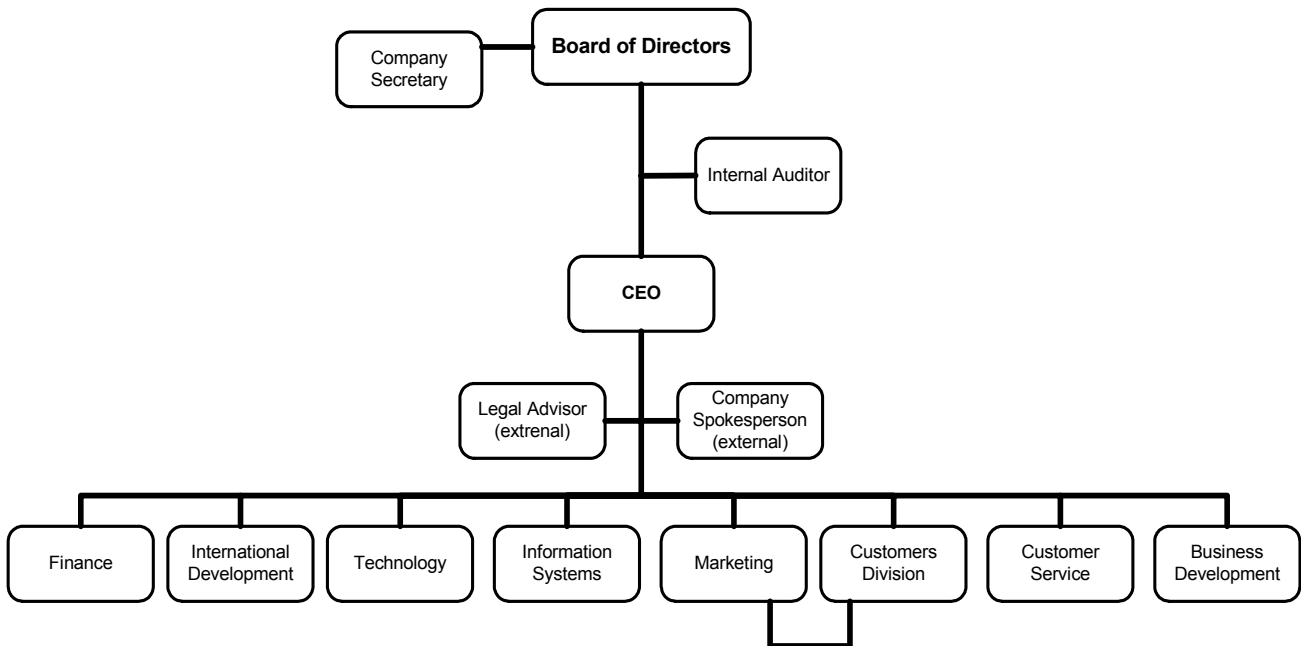 Board of Directors
Company
Secretary
Internal Auditor
CEO
Legal Advisor
(extrenal)
Company
Spokesperson
(external)
Finance
International
Development
Technology
Information
Systems
Marketing
Customers
Division
Customer
Service
Business
Development